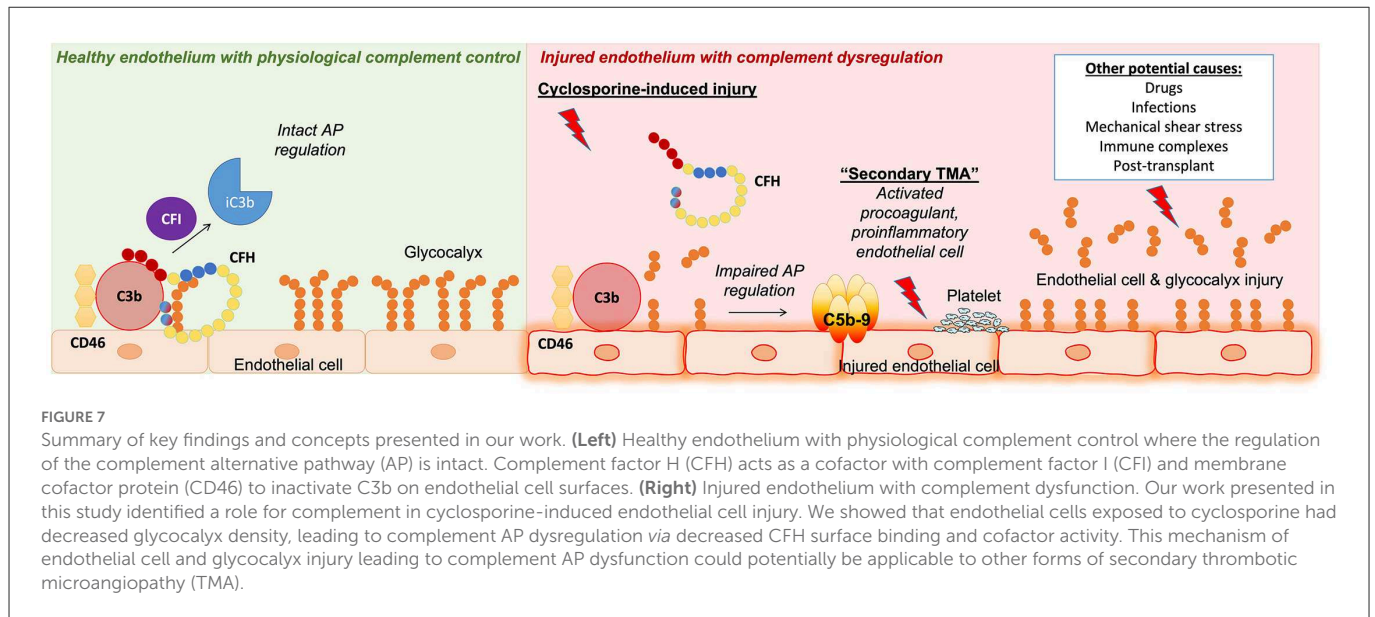 Healthy endothelium with physiological complement control
Injured endothelium with complement dysregulation
Intact AP
regulation
iC3b
CFI
CFH
C3b
Glycocalyx
CD46
Endothelial cell
Cyclosporine-induced injury
CFH
C3b
CD46
Impaired AP
regulation
"Secondary TMA"
Activated
procoagulant,
proinflammatory
endothelial cell
C5b-9
Platelet
Injured endothelial cell
Other potential causes:
Drugs
Infections
Mechanical shear stress
Immune complexes
Post-transplant
Endothelial cell & glycocalyx injury
FIGURE 7
Summary of key findings and concepts presented in our work. (Left) Healthy endothelium with physiological complement control where the regulation
of the complement alternative pathway (AP) is intact. Complement factor H (CFH) acts as a cofactor with complement factor I (CFI) and membrane
cofactor protein (CD46) to inactivate C3b on endothelial cell surfaces. (Right) Injured endothelium with complement dysfunction. Our work presented in
this study identified a role for complement in cyclosporine-induced endothelial cell injury. We showed that endothelial cells exposed to cyclosporine had
decreased glycocalyx density, leading to complement AP dysregulation via decreased CFH surface binding and cofactor activity. This mechanism of
endothelial cell and glycocalyx injury leading to complement AP dysfunction could potentially be applicable to other forms of secondary thrombotic
microangiopathy (TMA).